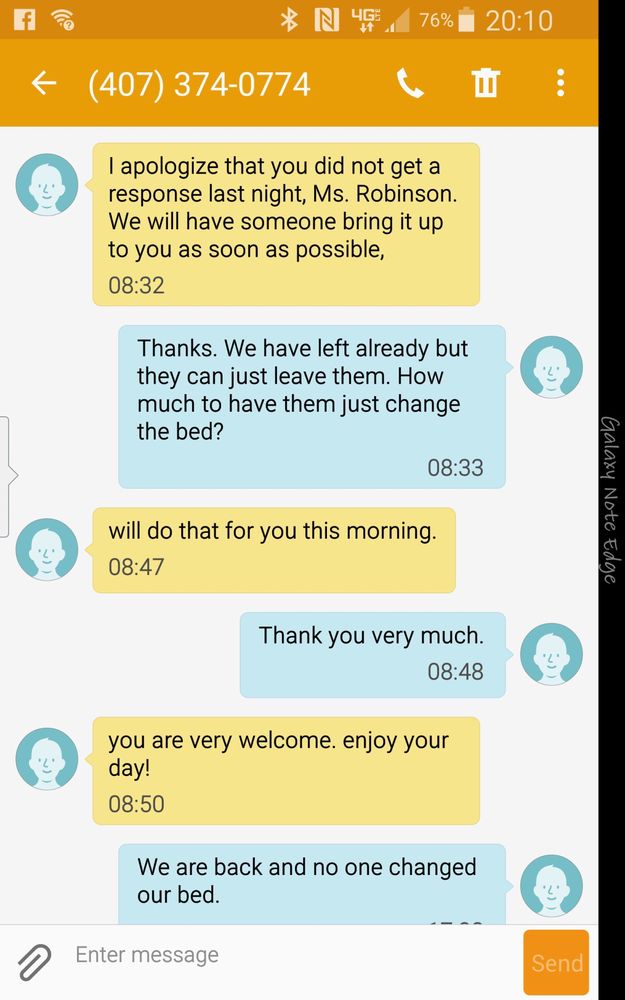 4G LTE 76% 20:10
(407) 374-0774
I apologize that you did not get a
response last night, Ms. Robinson.
We will have someone bring it up
to you as soon as possible,
08:32
Thanks. We have left already but
they can just leave them. How
much to have them just change
the bed?
08:33
will do that for you this morning.
08:47
Thank you very much.
08:48
you are very welcome. enjoy your
day!
08:50
We are back and no one changed
our bed.
Enter message
Send
Galaxy Note Edge